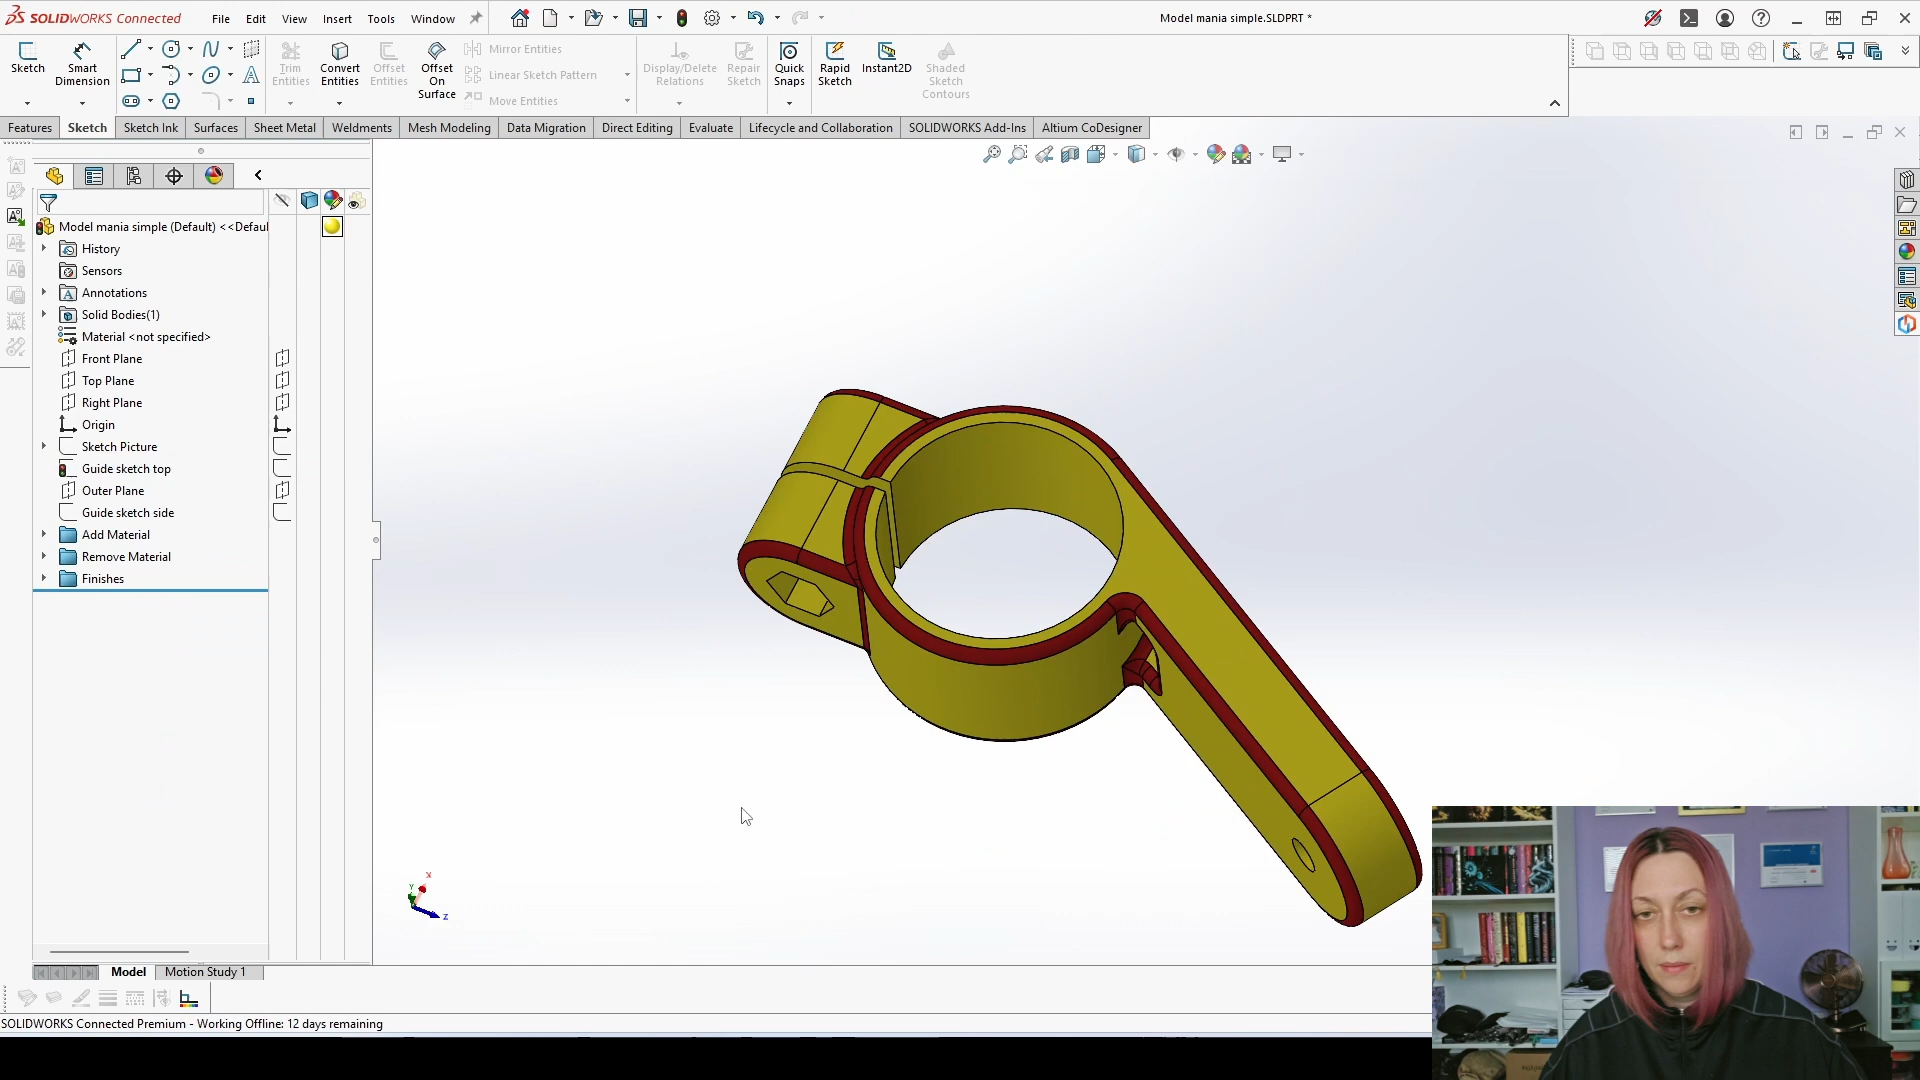 SOLIDWORKS Connected
File
Edit
View
Insert
Tools
Window
Model mania simple.SLDPRT *
Sketch
Smart Dimension
Trim Entities
Convert Entities
Offset Entities
Offset On Surface
Mirror Entities
Linear Sketch Pattern
Move Entities
Display/Delete Relations
Repair Sketch
Quick Snaps
Rapid Sketch
Instant2D
Shaded Sketch Contours
Features
Sketch
Sketch Ink
Surfaces
Sheet Metal
Weldments
Mesh Modeling
Data Migration
Direct Editing
Evaluate
Lifecycle and Collaboration
SOLIDWORKS Add-Ins
Altium CoDesigner
Model mania simple (Default) <<Defaul
History
Sensors
Annotations
Solid Bodies(1)
Material <not specified>
Front Plane
Top Plane
Right Plane
Origin
Sketch Picture
Guide sketch top
Outer Plane
Guide sketch side
Add Material
Remove Material
Finishes
X
Y
Z
Model
Motion Study 1
SOLIDWORKS Connected Premium - Working Offline: 12 days remaining